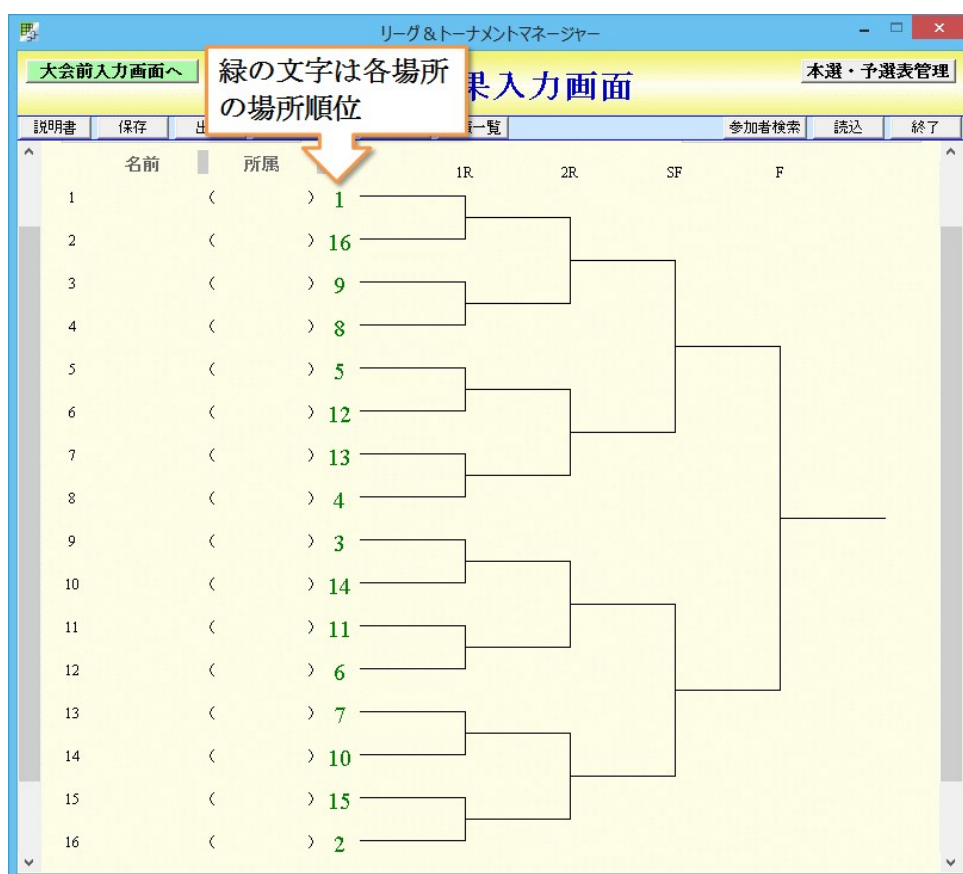 リーグ＆トーナメントマネージャー
大会前入力画面へ
緑の文字は各場所
の場所順位
果入力画面
本選・予選表管理
説明書 保存 一覧 参加者検索 読込 終了
名前 所属 1R 2R SF F
1 ( ) 1
2 ( ) 16
3 ( ) 9
4 ( ) 8
5 ( ) 5
6 ( ) 12
7 ( ) 13
8 ( ) 4
9 ( ) 3
10 ( ) 14
11 ( ) 11
12 ( ) 6
13 ( ) 7
14 ( ) 10
15 ( ) 15
16 ( ) 2